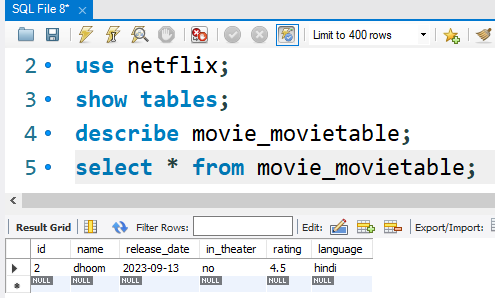 SQL File 8*
Limit to 400 rows
2 use netflix;
3 show tables;
4 describe movie_movietable;
5 select * from movie_movietable;
Result Grid Filter Rows: Edit: Export/Import:
id name release_date in_theater rating language
2 dhoom 2023-09-13 no 4.5 hindi
NULL NULL NULL NULL NULL NULL